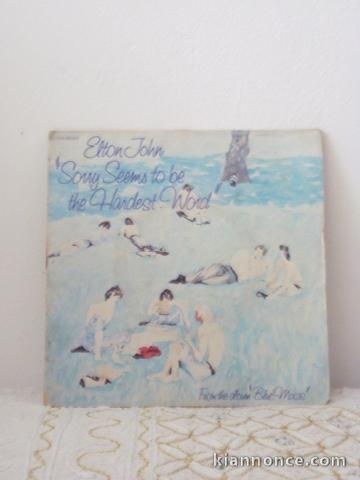 Elton John
"Sorry Seems to be
the Hardest Word"
From the album "Blue Moves"
kiannonce.com